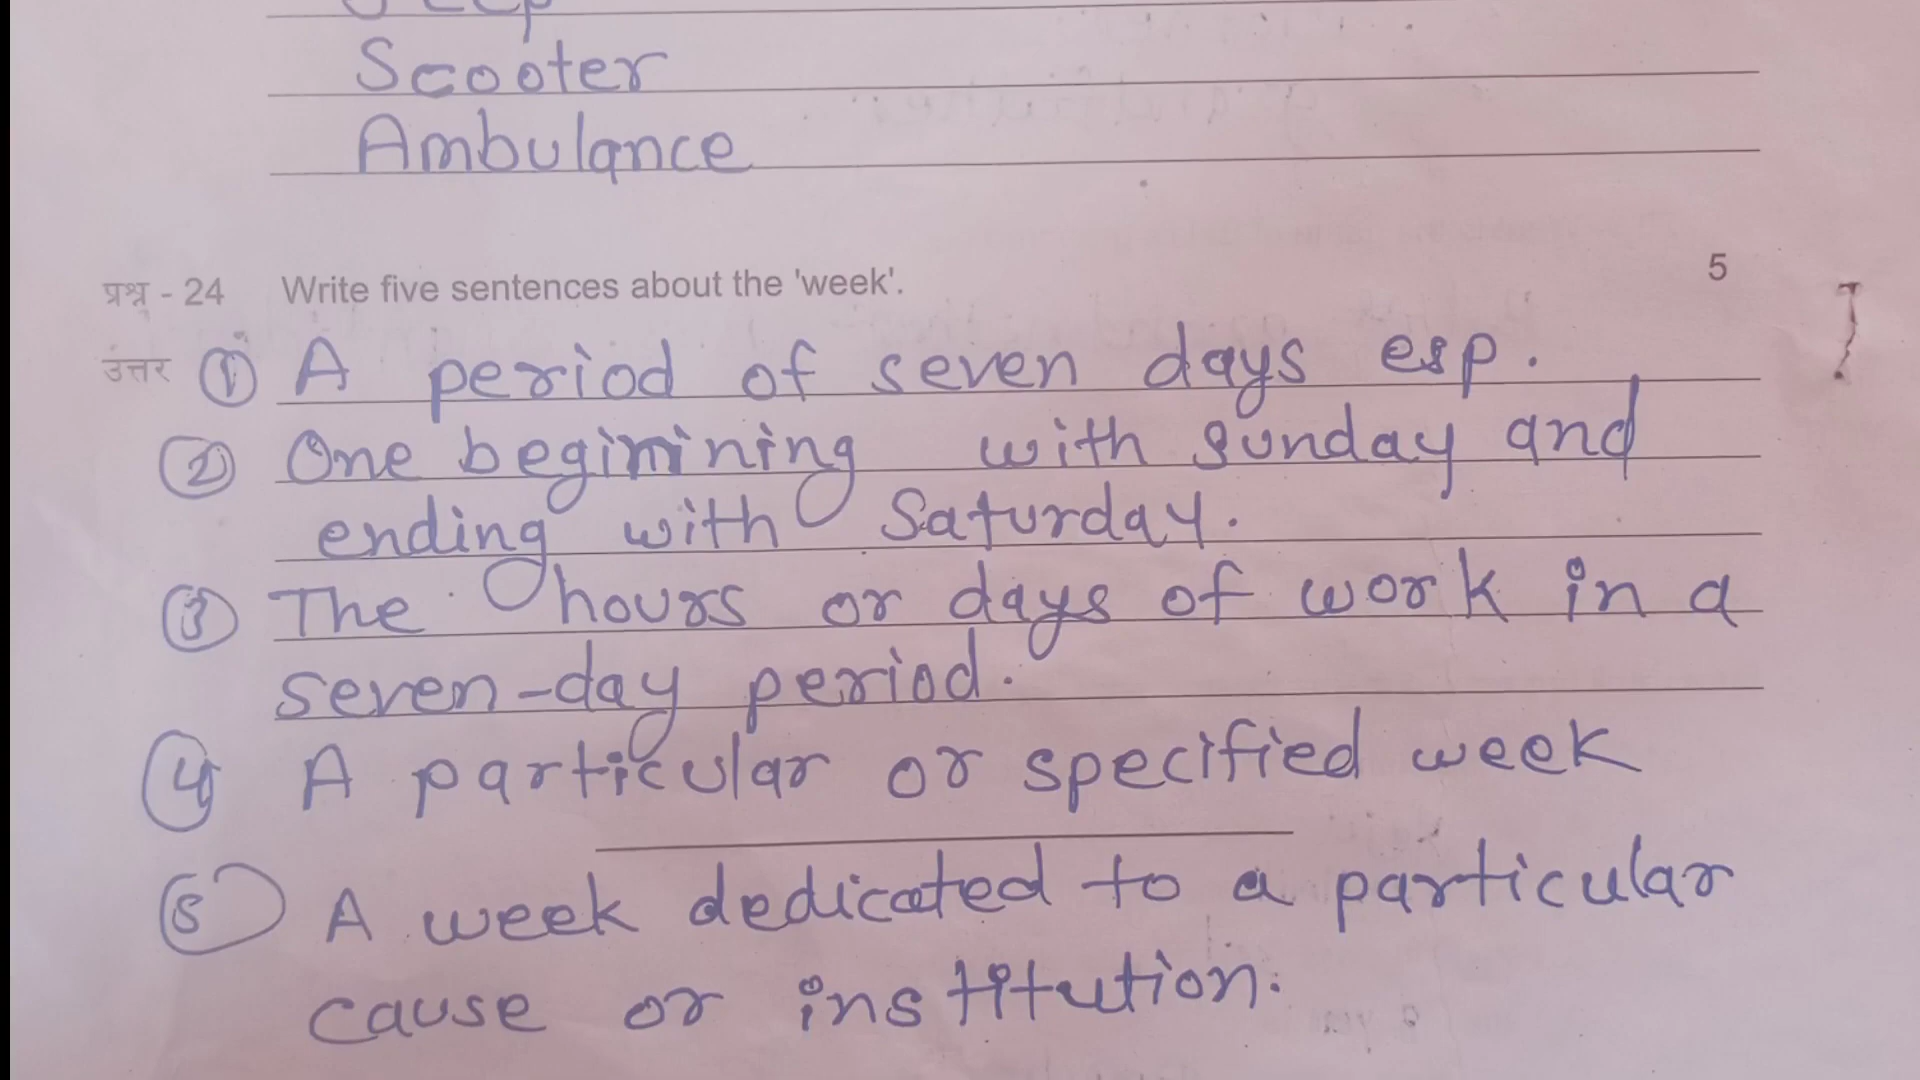 Scooter
Ambulance
प्रश्न - 24 Write five sentences about the 'week'. 5
उत्तर ① A period of seven days esp.
② One begimining with sunday and
ending with Saturday.
③ The hours or days of work in a
seven-day period.
④ A particular or specified week
⑤ A week dedicated to a particular
cause or institution.